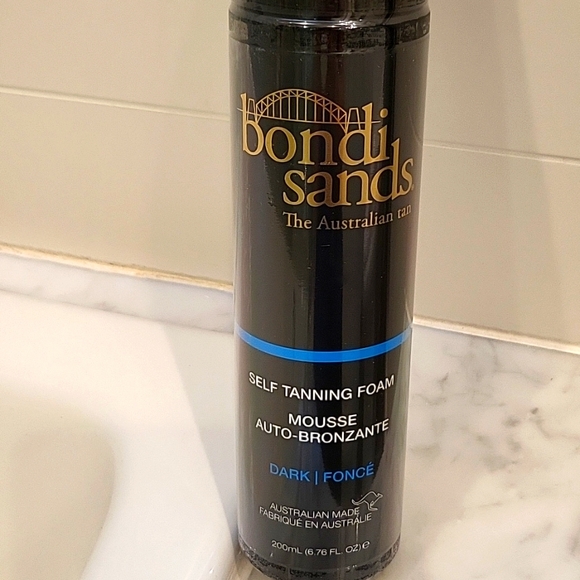 bondi
sands
The Australian tan
SELF TANNING FOAM
MOUSSE
AUTO-BRONZANTE
DARK | FONCÉ
AUSTRALIAN MADE
FABRIQUÉ EN AUSTRALIE
200mL (6.76 FL. OZ) e